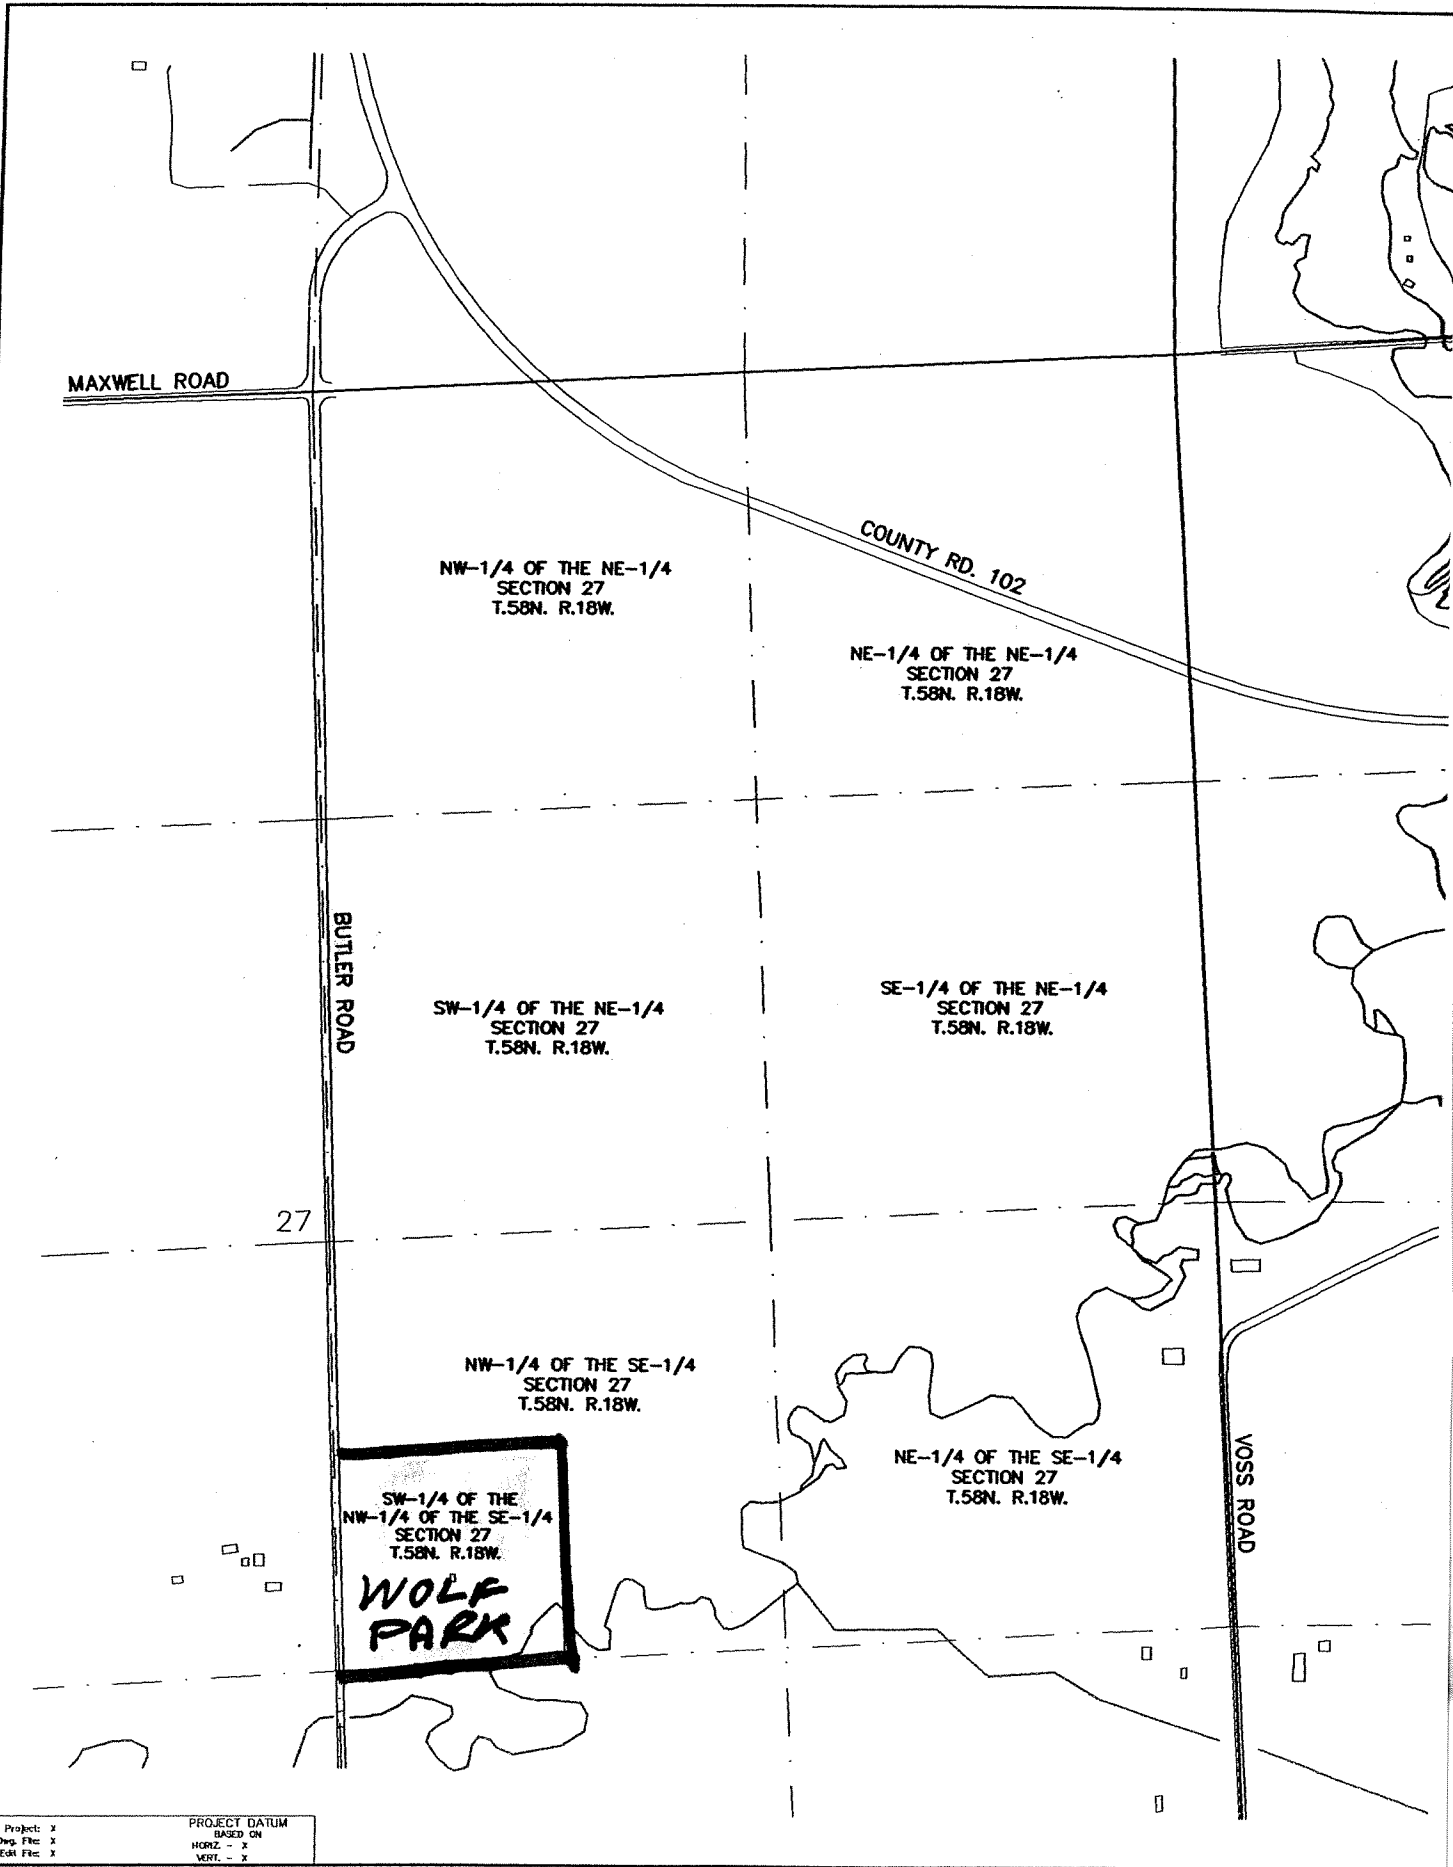 MAXWELL ROAD
COUNTY RD. 102
NW-1/4 OF THE NE-1/4
SECTION 27
T.58N. R.18W.
NE-1/4 OF THE NE-1/4
SECTION 27
T.58N. R.18W.
BUTLER ROAD
SW-1/4 OF THE NE-1/4
SECTION 27
T.58N. R.18W.
SE-1/4 OF THE NE-1/4
SECTION 27
T.58N. R.18W.
27
NW-1/4 OF THE SE-1/4
SECTION 27
T.58N. R.18W.
NE-1/4 OF THE SE-1/4
SECTION 27
T.58N. R.18W.
VOSS ROAD
SW-1/4 OF THE
NW-1/4 OF THE SE-1/4
SECTION 27
T.58N. R.18W.
WOLF
PARK
Project: X
Dwg. File: X
Edit File: X
PROJECT DATUM
BASED ON
HORIZ. - X
VERT. - X